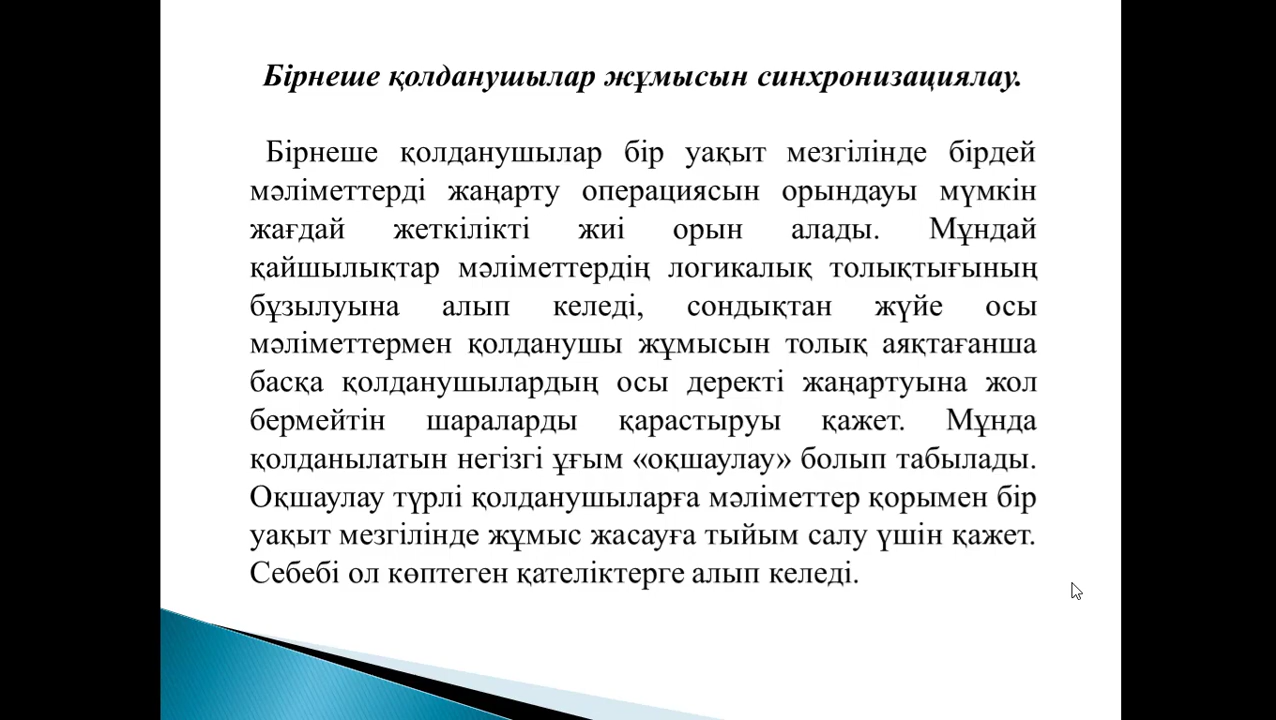 Бірнеше қолданушылар жұмысын синхронизациялау.
Бірнеше қолданушылар бір уақыт мезгілінде бірдей
мәліметтерді жаңарту операциясын орындауы мүмкін
жағдай жеткілікті жиі орын алады. Мұндай
қайшылықтар мәліметтердің логикалық толықтығының
бұзылуына алып келеді, сондықтан жүйе осы
мәліметтермен қолданушы жұмысын толық аяқтағанша
басқа қолданушылардың осы деректі жаңартуына жол
бермейтін шараларды қарастыруы қажет. Мұнда
қолданылатын негізгі ұғым «оқшаулау» болып табылады.
Оқшаулау түрлі қолданушыларға мәліметтер қорымен бір
уақыт мезгілінде жұмыс жасауға тыйым салу үшін қажет.
Себебі ол көптеген қателіктерге алып келеді.